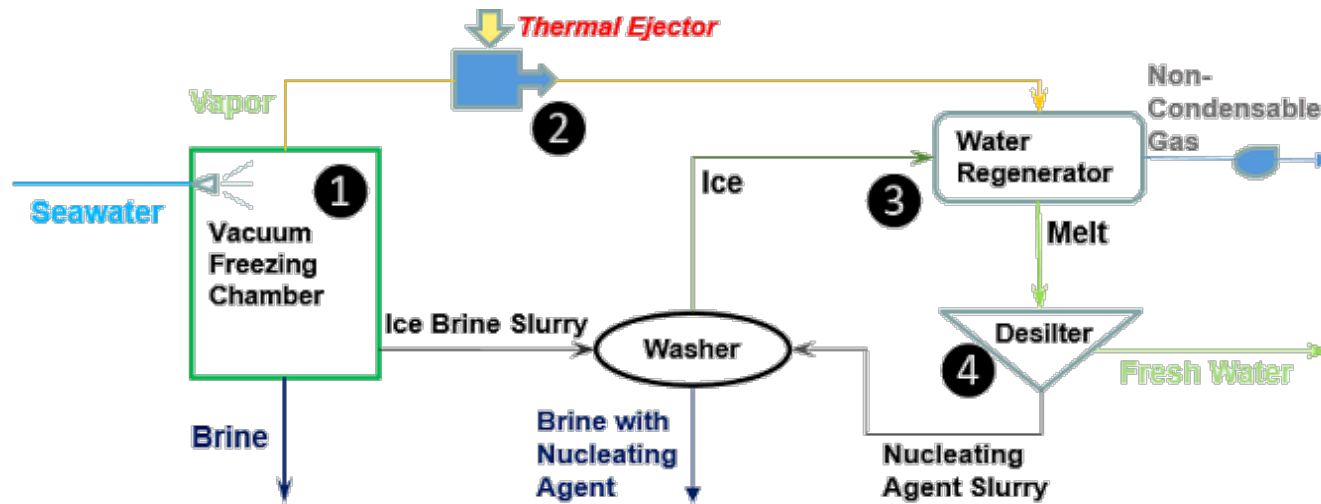 Thermal Ejector
Vapor
Non-
Condensable
Gas
2
Water
Regenerator
1
Ice
3
Seawater
Vacuum
Freezing
Chamber
Melt
Ice Brine Slurry
Washer
Desilter
4
Fresh Water
Brine
Brine with
Nucleating
Agent
Nucleating
Agent Slurry